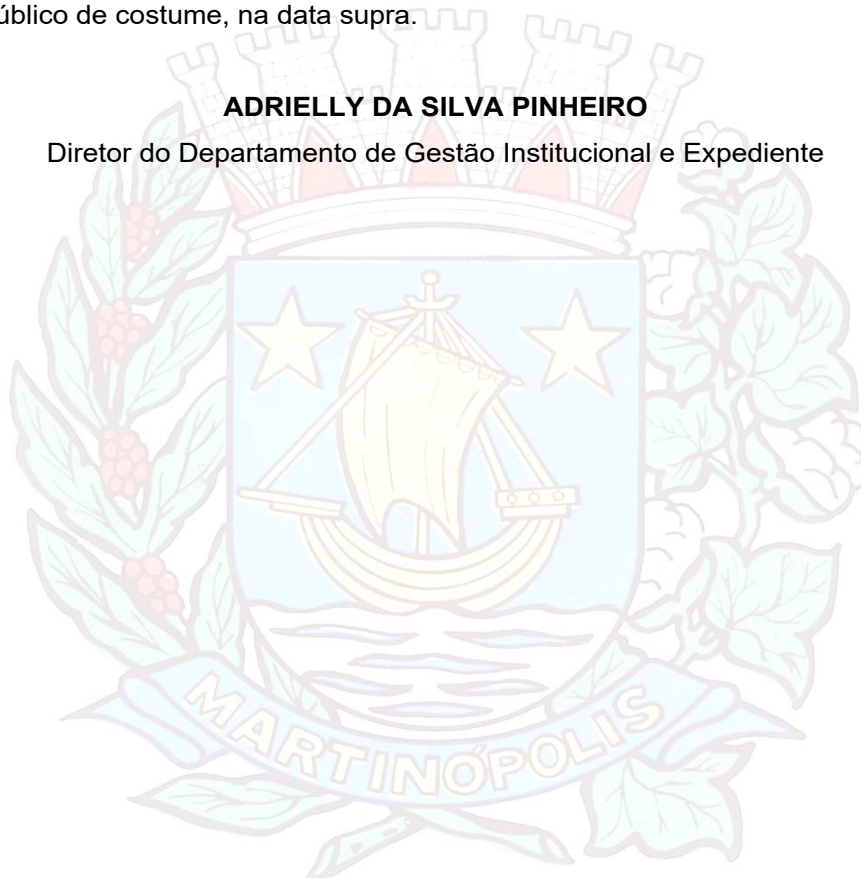 úblico de costume, na data supra.
ADRIELLY DA SILVA PINHEIRO
Diretor do Departamento de Gestão Institucional e Expediente
MARTINÓPOLIS